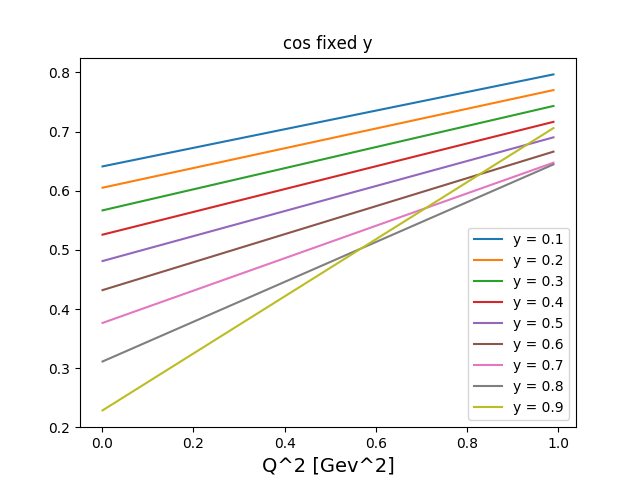 cos fixed y
0.8
0.7
0.6
0.5
0.4
0.3
0.2
y = 0.1
y = 0.2
y = 0.3
y = 0.4
y = 0.5
y = 0.6
y = 0.7
y = 0.8
y = 0.9
0.0 0.2 0.4 0.6 0.8 1.0
Q^2 [Gev^2]